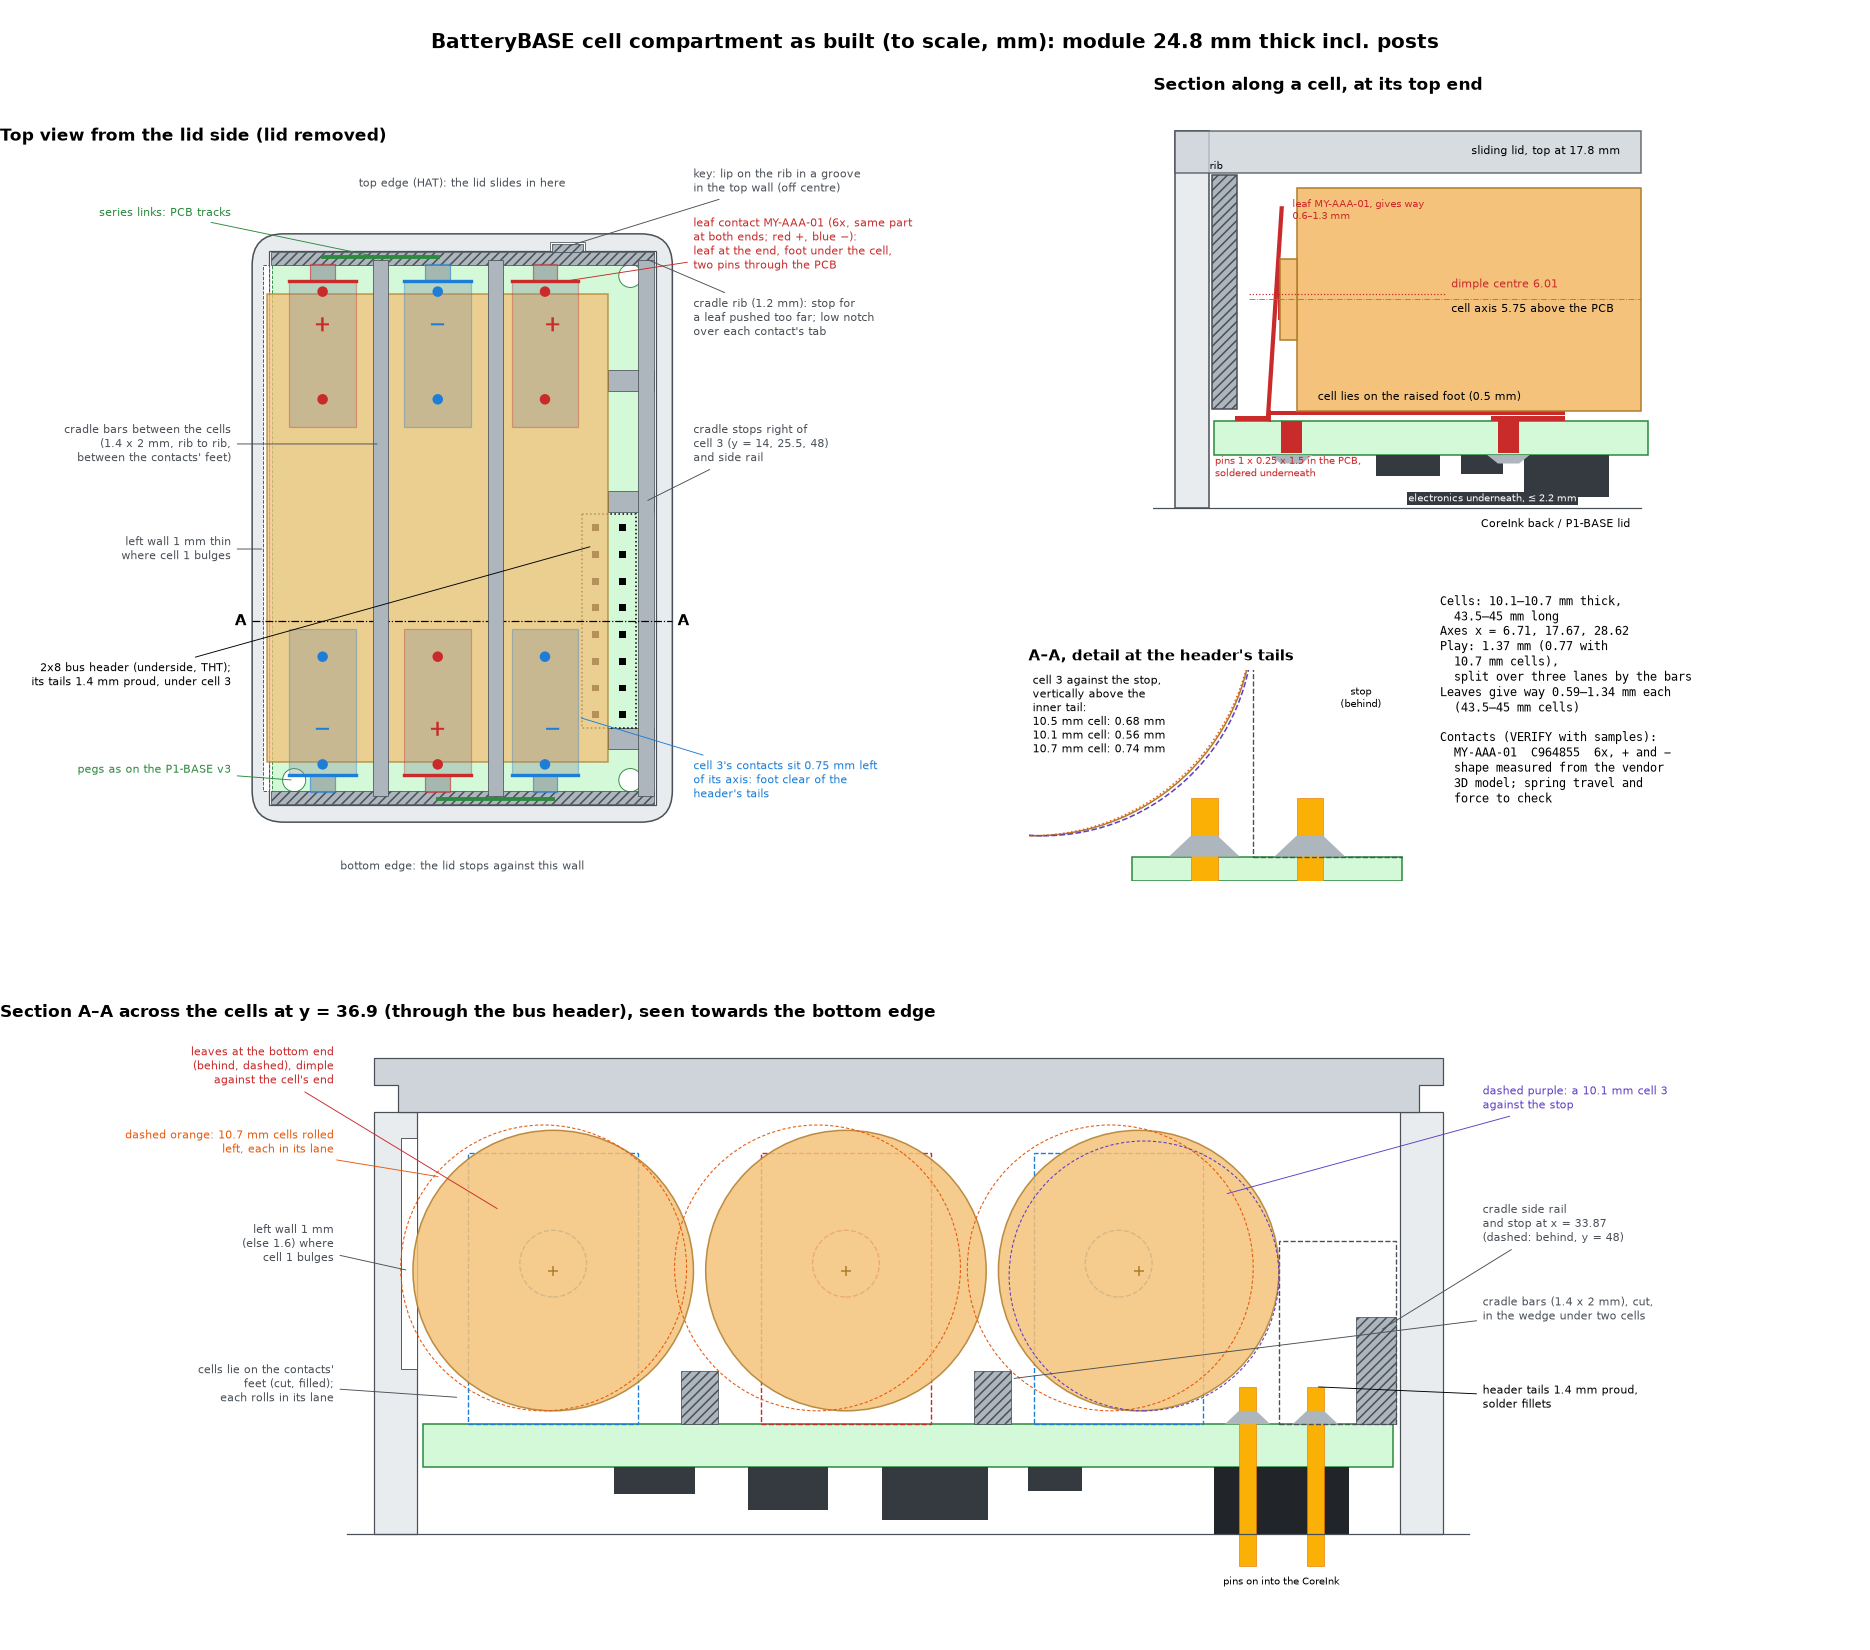 BatteryBASE cell compartment as built (to scale, mm): module 24.8 mm thick incl. posts
Top view from the lid side (lid removed)
top edge (HAT): the lid slides in here
series links: PCB tracks
key: lip on the rib in a groove
in the top wall (off centre)
leaf contact MY-AAA-01 (6x, same part
at both ends; red +, blue −):
leaf at the end, foot under the cell,
two pins through the PCB
cradle rib (1.2 mm): stop for
a leaf pushed too far; low notch
over each contact's tab
+
−
+
cradle bars between the cells
(1.4 x 2 mm, rib to rib,
between the contacts' feet)
cradle stops right of
cell 3 (y = 14, 25.5, 48)
and side rail
left wall 1 mm thin
where cell 1 bulges
A
A
2x8 bus header (underside, THT);
its tails 1.4 mm proud, under cell 3
−
+
−
pegs as on the P1-BASE v3
cell 3's contacts sit 0.75 mm left
of its axis: foot clear of the
header's tails
bottom edge: the lid stops against this wall
Section along a cell, at its top end
sliding lid, top at 17.8 mm
rib
leaf MY-AAA-01, gives way
0.6–1.3 mm
dimple centre 6.01
cell axis 5.75 above the PCB
cell lies on the raised foot (0.5 mm)
pins 1 x 0.25 x 1.5 in the PCB,
soldered underneath
electronics underneath, ≤ 2.2 mm
CoreInk back / P1-BASE lid
A–A, detail at the header's tails
cell 3 against the stop,
vertically above the
inner tail:
10.5 mm cell: 0.68 mm
10.1 mm cell: 0.56 mm
10.7 mm cell: 0.74 mm
stop
(behind)
Cells: 10.1–10.7 mm thick,
43.5–45 mm long
Axes x = 6.71, 17.67, 28.62
Play: 1.37 mm (0.77 with
10.7 mm cells),
split over three lanes by the bars
Leaves give way 0.59–1.34 mm each
(43.5–45 mm cells)
Contacts (VERIFY with samples):
MY-AAA-01  C964855  6x, + and −
shape measured from the vendor
3D model; spring travel and
force to check
Section A–A across the cells at y = 36.9 (through the bus header), seen towards the bottom edge
leaves at the bottom end
(behind, dashed), dimple
against the cell's end
dashed orange: 10.7 mm cells rolled
left, each in its lane
left wall 1 mm
(else 1.6) where
cell 1 bulges
cells lie on the contacts'
feet (cut, filled);
each rolls in its lane
dashed purple: a 10.1 mm cell 3
against the stop
cradle side rail
and stop at x = 33.87
(dashed: behind, y = 48)
cradle bars (1.4 x 2 mm), cut,
in the wedge under two cells
header tails 1.4 mm proud,
solder fillets
pins on into the CoreInk